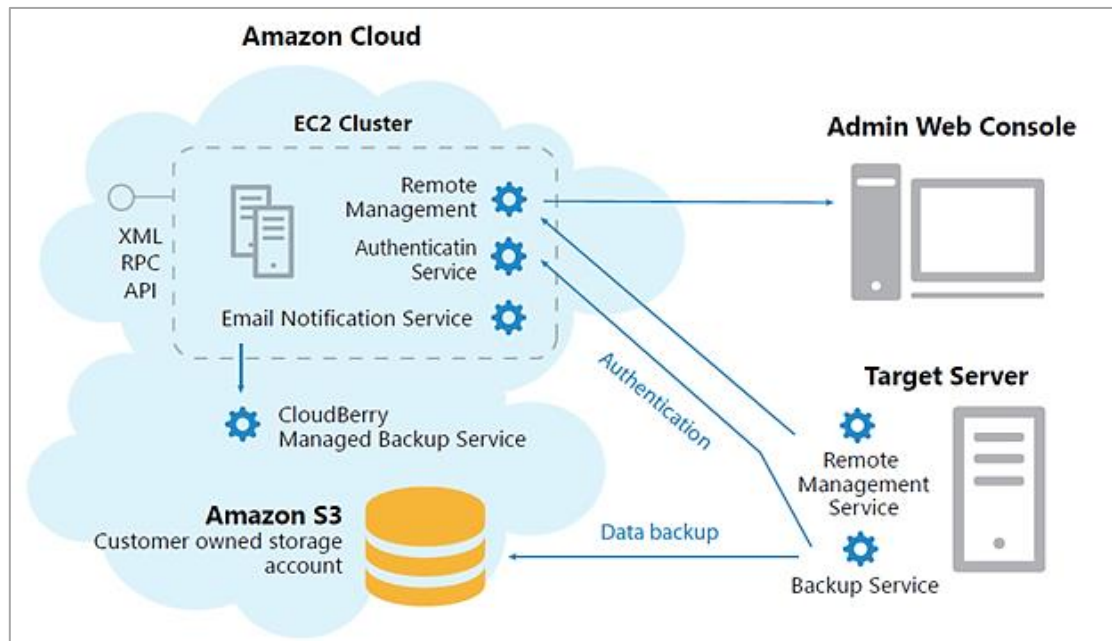 Amazon Cloud
EC2 Cluster
XML
RPC
API
Remote
Management
Authenticatin
Service
Email Notification Service
CloudBerry
Managed Backup Service
Amazon S3
Customer owned storage
account
Admin Web Console
Authentication
Data backup
Target Server
Remote
Management
Service
Backup Service